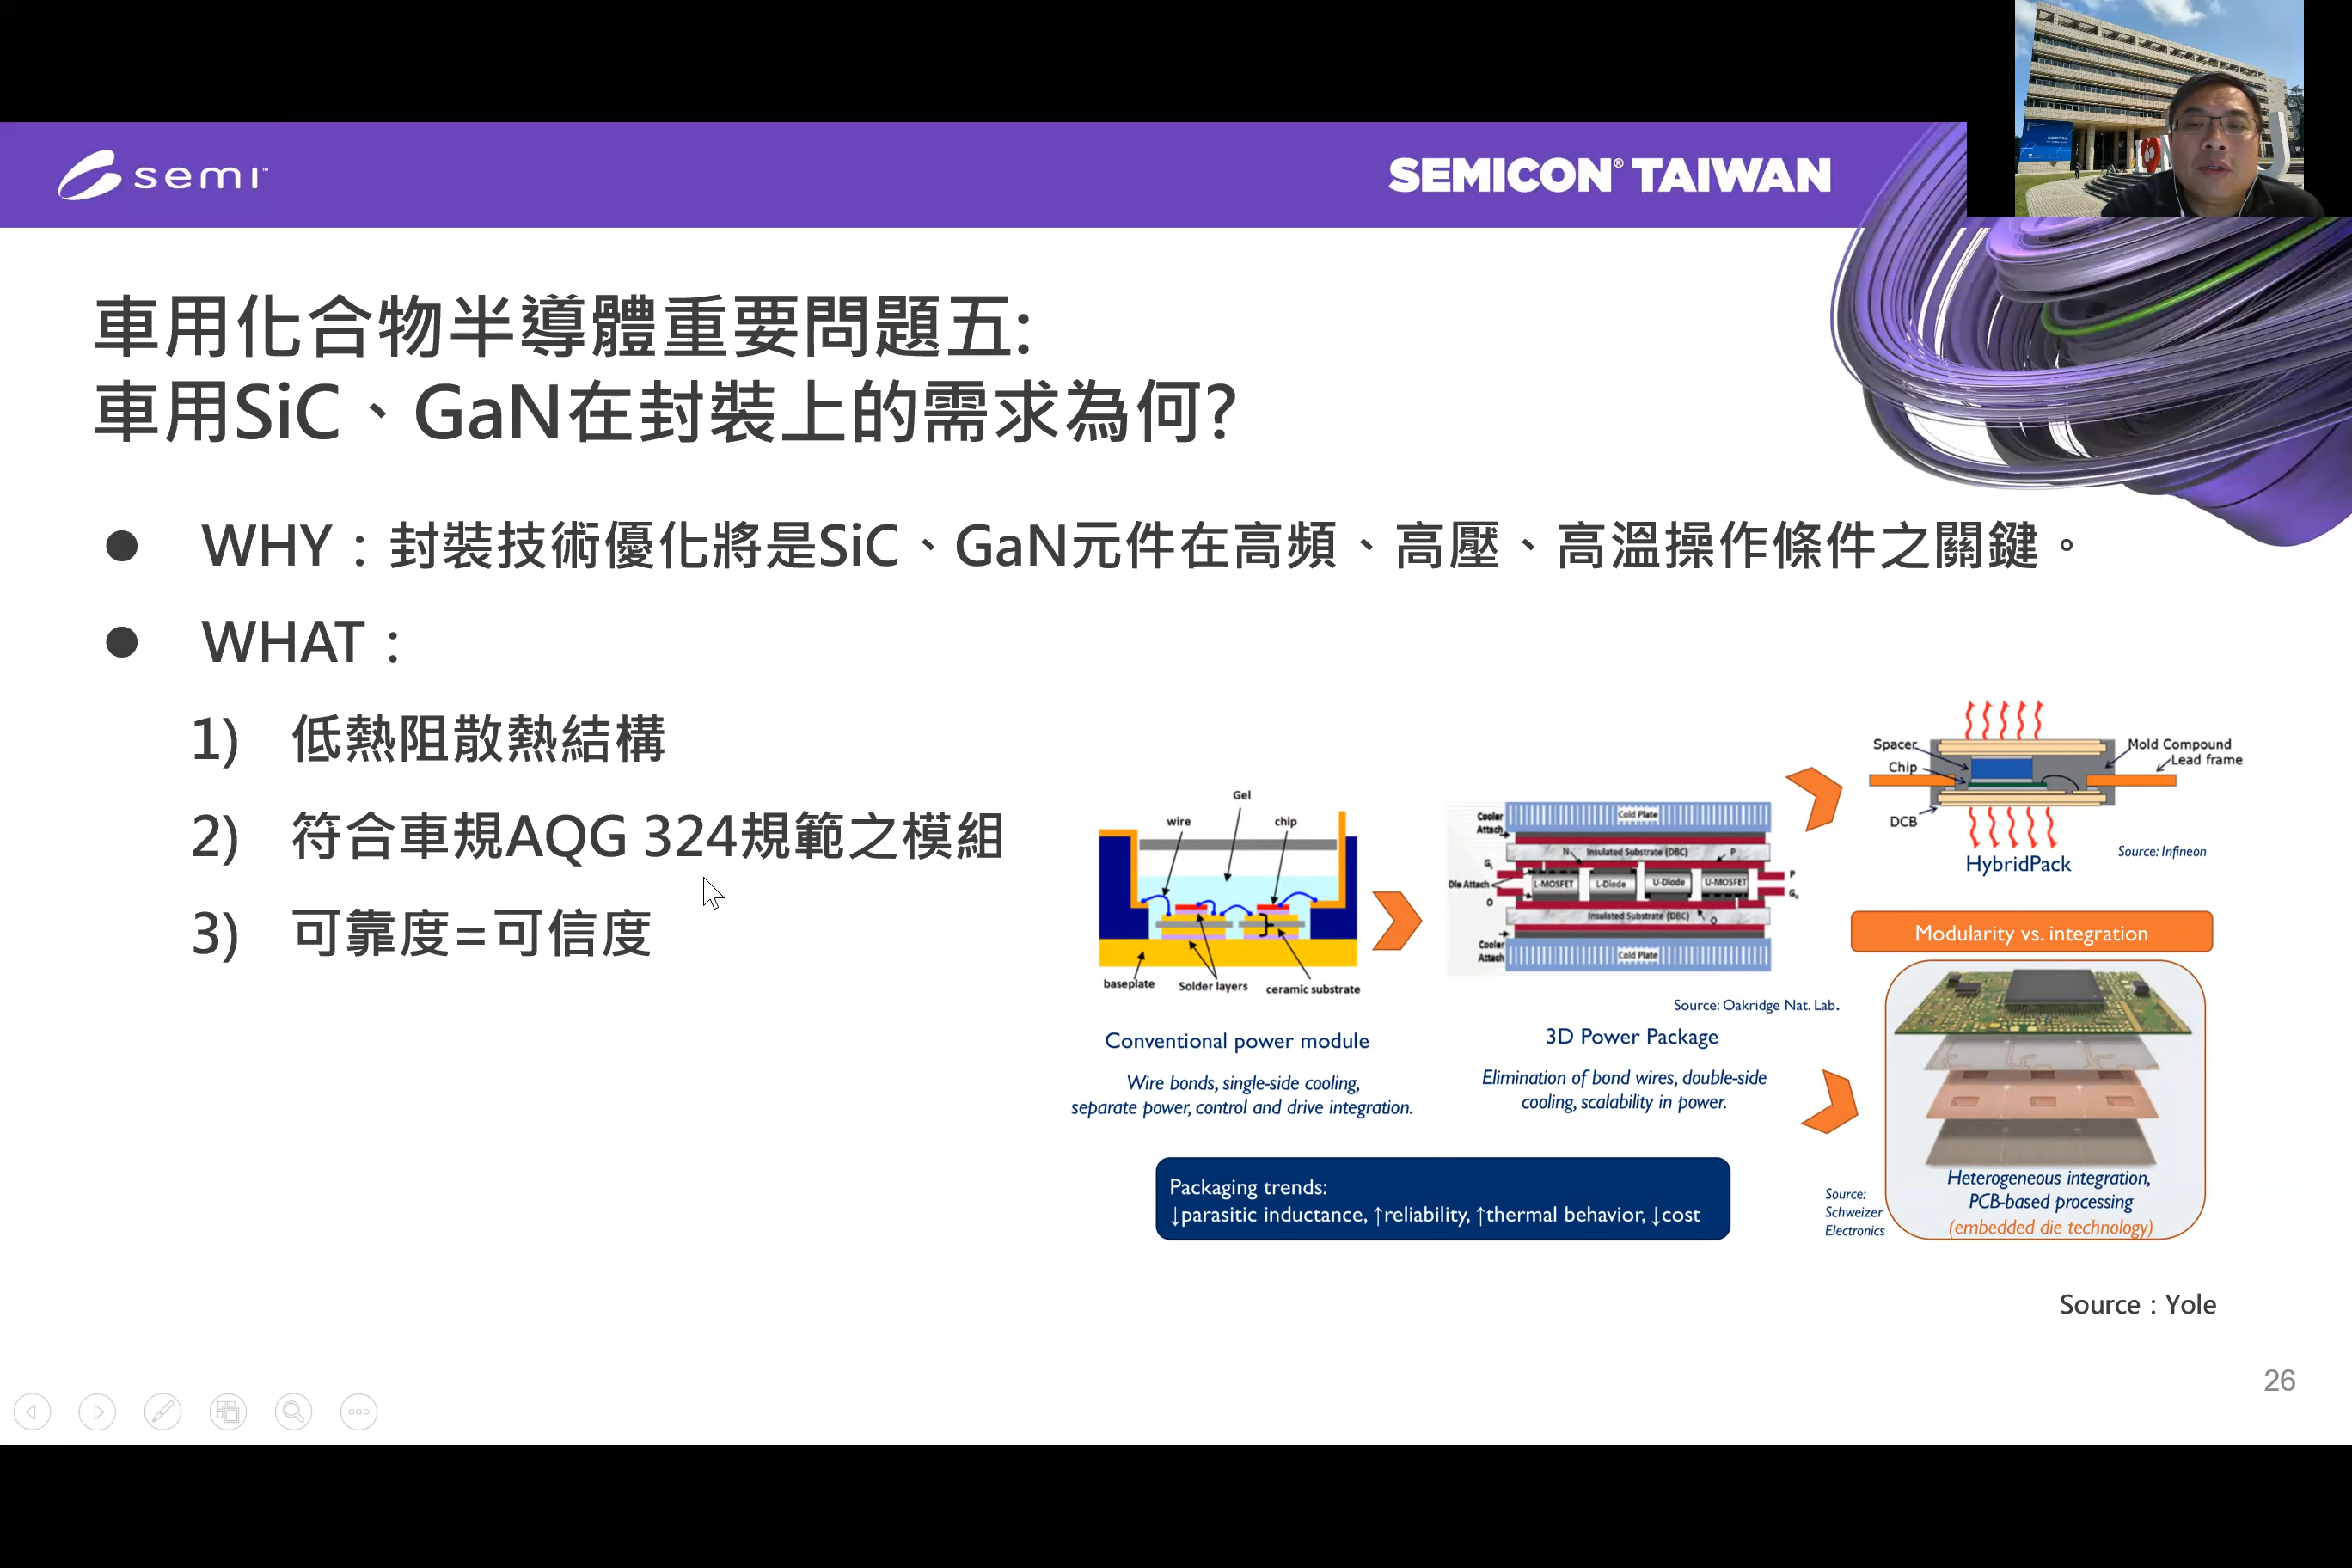 semi™
SEMICON® TAIWAN
車用化合物半導體重要問題五:
車用SiC、GaN在封裝上的需求為何?
● WHY：封裝技術優化將是SiC、GaN元件在高頻、高壓、高溫操作條件之關鍵。
● WHAT：
1) 低熱阻散熱結構
2) 符合車規AQG 324規範之模組
3) 可靠度=可信度
Gel
wire
chip
baseplate
Solder layers
ceramic substrate
Conventional power module
Wire bonds, single-side cooling,
separate power, control and drive integration.
Cooler
Attach
Cold Plate
Insulated Substrate (DBC)
N
P
Die Attach
L-MOSFET
L-Diode
U-Diode
U-MOSFET
P
O
Insulated Substrate (DBC)
O
Cooler
Attach
Cold Plate
Source: Oakridge Nat. Lab.
3D Power Package
Elimination of bond wires, double-side
cooling, scalability in power.
Packaging trends:
↓parasitic inductance, ↑reliability, ↑thermal behavior, ↓cost
Spacer
Chip
DCB
Mold Compound
Lead frame
HybridPack
Source: Infineon
Modularity vs. integration
Heterogeneous integration,
PCB-based processing
(embedded die technology)
Source:
Schweizer
Electronics
Source：Yole
26